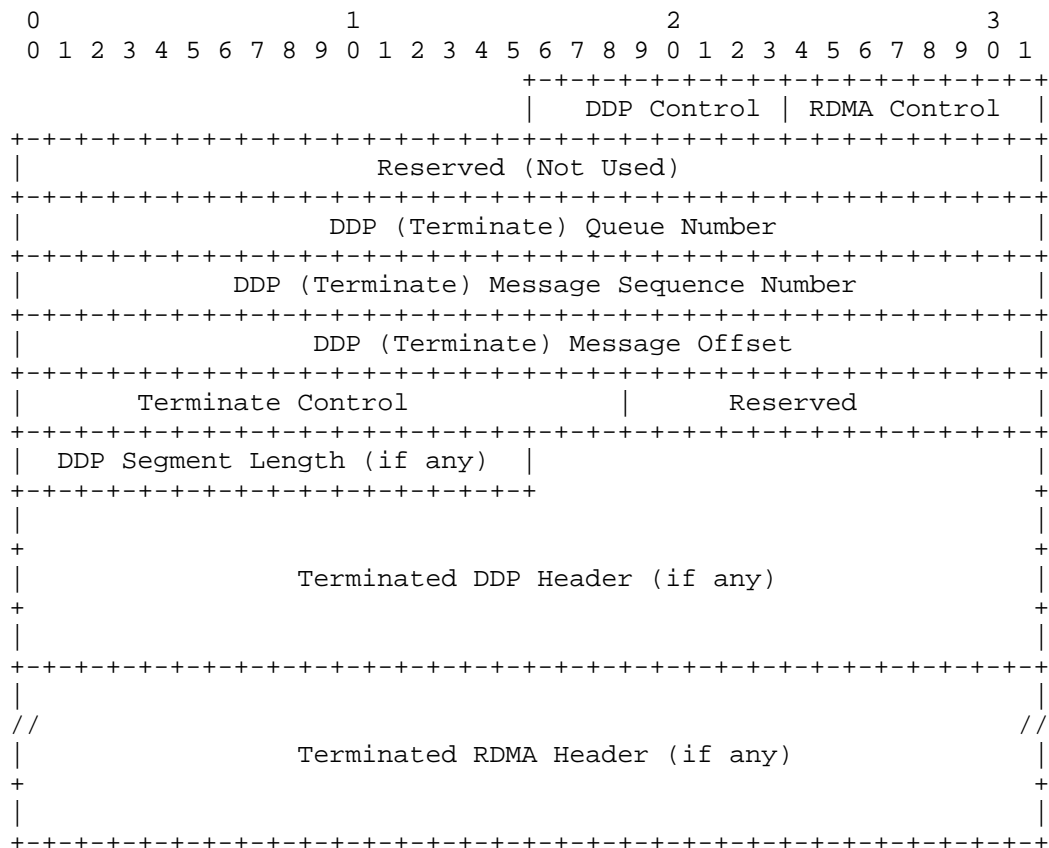 0                   1                   2                   3
 0 1 2 3 4 5 6 7 8 9 0 1 2 3 4 5 6 7 8 9 0 1 2 3 4 5 6 7 8 9 0 1
                                +-+-+-+-+-+-+-+-+-+-+-+-+-+-+-+-+
                                |   DDP Control | RDMA Control  |
+-+-+-+-+-+-+-+-+-+-+-+-+-+-+-+-+-+-+-+-+-+-+-+-+-+-+-+-+-+-+-+-+
|                      Reserved (Not Used)                      |
+-+-+-+-+-+-+-+-+-+-+-+-+-+-+-+-+-+-+-+-+-+-+-+-+-+-+-+-+-+-+-+-+
|                   DDP (Terminate) Queue Number                |
+-+-+-+-+-+-+-+-+-+-+-+-+-+-+-+-+-+-+-+-+-+-+-+-+-+-+-+-+-+-+-+-+
|             DDP (Terminate) Message Sequence Number           |
+-+-+-+-+-+-+-+-+-+-+-+-+-+-+-+-+-+-+-+-+-+-+-+-+-+-+-+-+-+-+-+-+
|                  DDP (Terminate) Message Offset               |
+-+-+-+-+-+-+-+-+-+-+-+-+-+-+-+-+-+-+-+-+-+-+-+-+-+-+-+-+-+-+-+-+
|       Terminate Control             |      Reserved           |
+-+-+-+-+-+-+-+-+-+-+-+-+-+-+-+-+-+-+-+-+-+-+-+-+-+-+-+-+-+-+-+-+
|  DDP Segment Length (if any)  |                               |
+-+-+-+-+-+-+-+-+-+-+-+-+-+-+-+-+                               +
|                                                               |
+                                                               +
|                 Terminated DDP Header (if any)                |
+                                                               +
|                                                               |
+-+-+-+-+-+-+-+-+-+-+-+-+-+-+-+-+-+-+-+-+-+-+-+-+-+-+-+-+-+-+-+-+
|                                                               |
//                                                             //
|                 Terminated RDMA Header (if any)               |
+                                                               +
|                                                               |
+-+-+-+-+-+-+-+-+-+-+-+-+-+-+-+-+-+-+-+-+-+-+-+-+-+-+-+-+-+-+-+-+